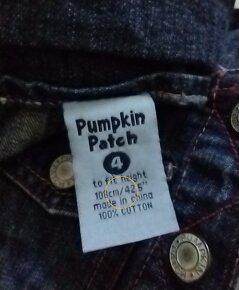 Pumpkin
Patch
4
to fit height
108cm/42.5"
made in china
100% COTTON